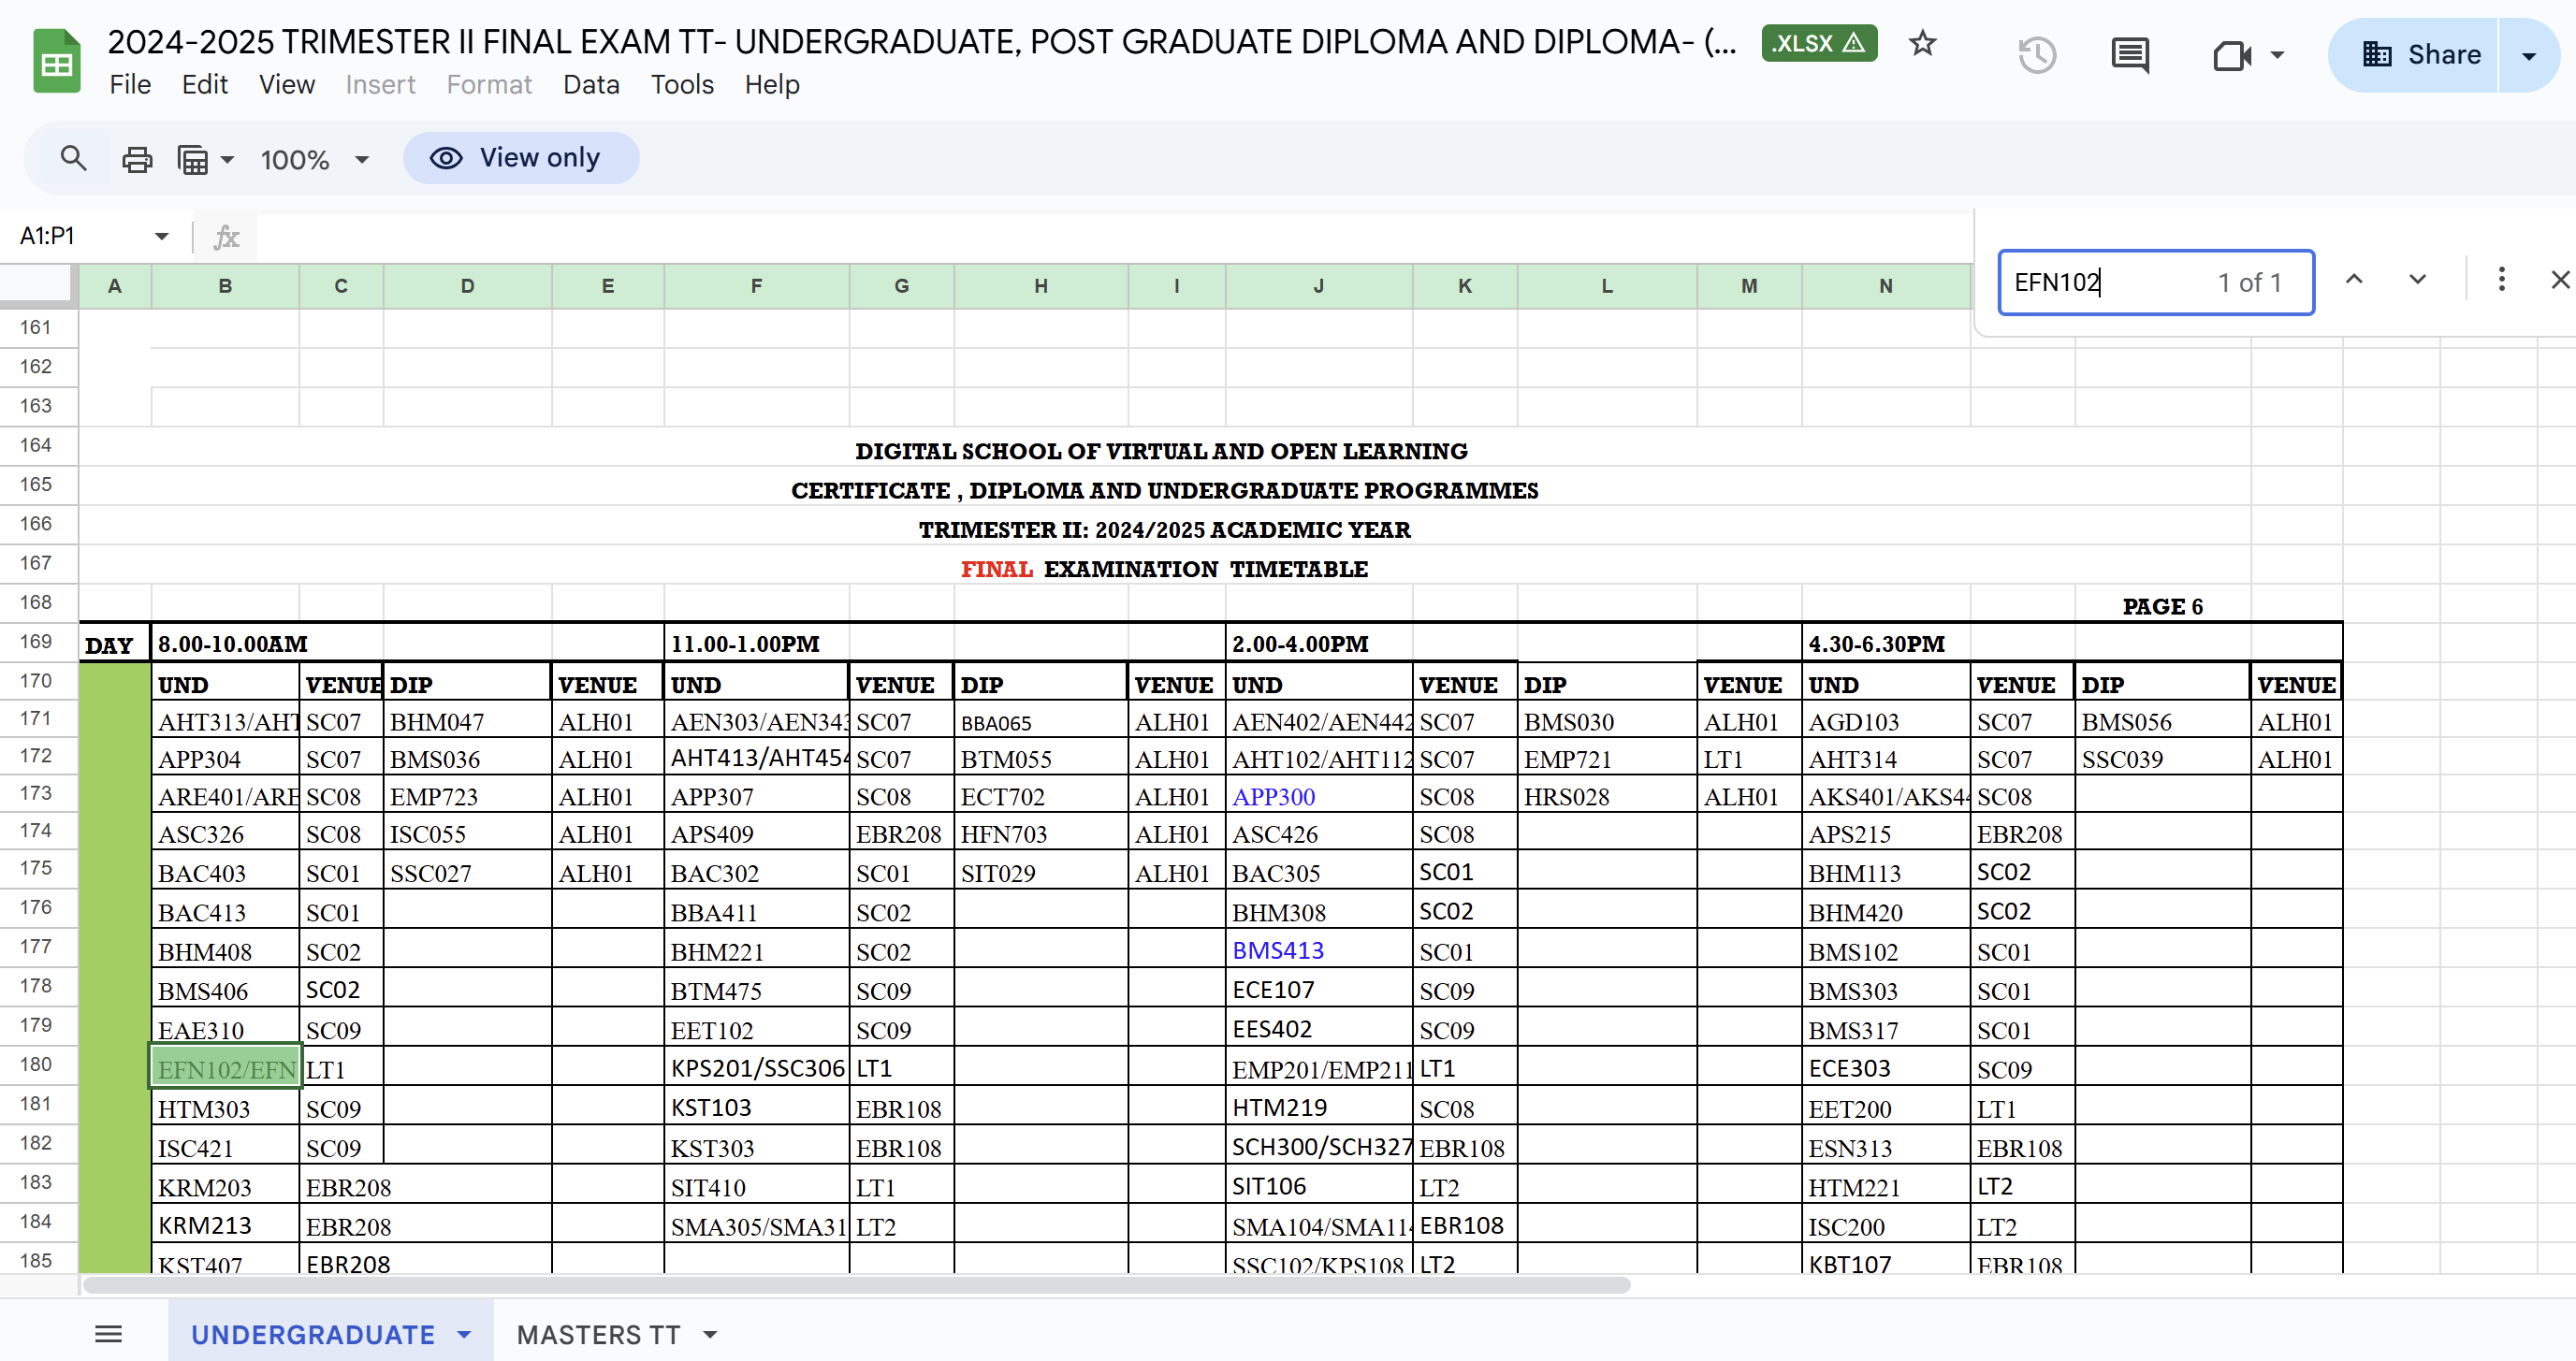 2024-2025 TRIMESTER II FINAL EXAM TT- UNDERGRADUATE, POST GRADUATE DIPLOMA AND DIPLOMA- (...
.XLSX
Share
File Edit View Insert Format Data Tools Help
100% View only
A1:P1 fx
EFN102 1 of 1
A B C D E F G H I J K L M N
161
162
163
164 DIGITAL SCHOOL OF VIRTUAL AND OPEN LEARNING
165 CERTIFICATE , DIPLOMA AND UNDERGRADUATE PROGRAMMES
166 TRIMESTER II: 2024/2025 ACADEMIC YEAR
167 FINAL EXAMINATION TIMETABLE
168 PAGE 6
169 DAY 8.00-10.00AM 11.00-1.00PM 2.00-4.00PM 4.30-6.30PM
170 UND VENUE DIP VENUE UND VENUE DIP VENUE UND VENUE DIP VENUE UND VENUE DIP VENUE
171 AHT313/AHT SC07 BHM047 ALH01 AEN303/AEN343 SC07 BBA065 ALH01 AEN402/AEN442 SC07 BMS030 ALH01 AGD103 SC07 BMS056 ALH01
172 APP304 SC07 BMS036 ALH01 AHT413/AHT454 SC07 BTM055 ALH01 AHT102/AHT112 SC07 EMP721 LT1 AHT314 SC07 SSC039 ALH01
173 ARE401/ARE SC08 EMP723 ALH01 APP307 SC08 ECT702 ALH01 APP300 SC08 HRS028 ALH01 AKS401/AKS44 SC08
174 ASC326 SC08 ISC055 ALH01 APS409 EBR208 HFN703 ALH01 ASC426 SC08 APS215 EBR208
175 BAC403 SC01 SSC027 ALH01 BAC302 SC01 SIT029 ALH01 BAC305 SC01 BHM113 SC02
176 BAC413 SC01 BBA411 SC02 BHM308 SC02 BHM420 SC02
177 BHM408 SC02 BHM221 SC02 BMS413 SC01 BMS102 SC01
178 BMS406 SC02 BTM475 SC09 ECE107 SC09 BMS303 SC01
179 EAE310 SC09 EET102 SC09 EES402 SC09 BMS317 SC01
180 EFN102/EFN LT1 KPS201/SSC306 LT1 EMP201/EMP211 LT1 ECE303 SC09
181 HTM303 SC09 KST103 EBR108 HTM219 SC08 EET200 LT1
182 ISC421 SC09 KST303 EBR108 SCH300/SCH327 EBR108 ESN313 EBR108
183 KRM203 EBR208 SIT410 LT1 SIT106 LT2 HTM221 LT2
184 KRM213 EBR208 SMA305/SMA31 LT2 SMA104/SMA114 EBR108 ISC200 LT2
185 KST407 EBR208 SSC102/KPS108 LT2 KBT107 EBR108
UNDERGRADUATE MASTERS TT